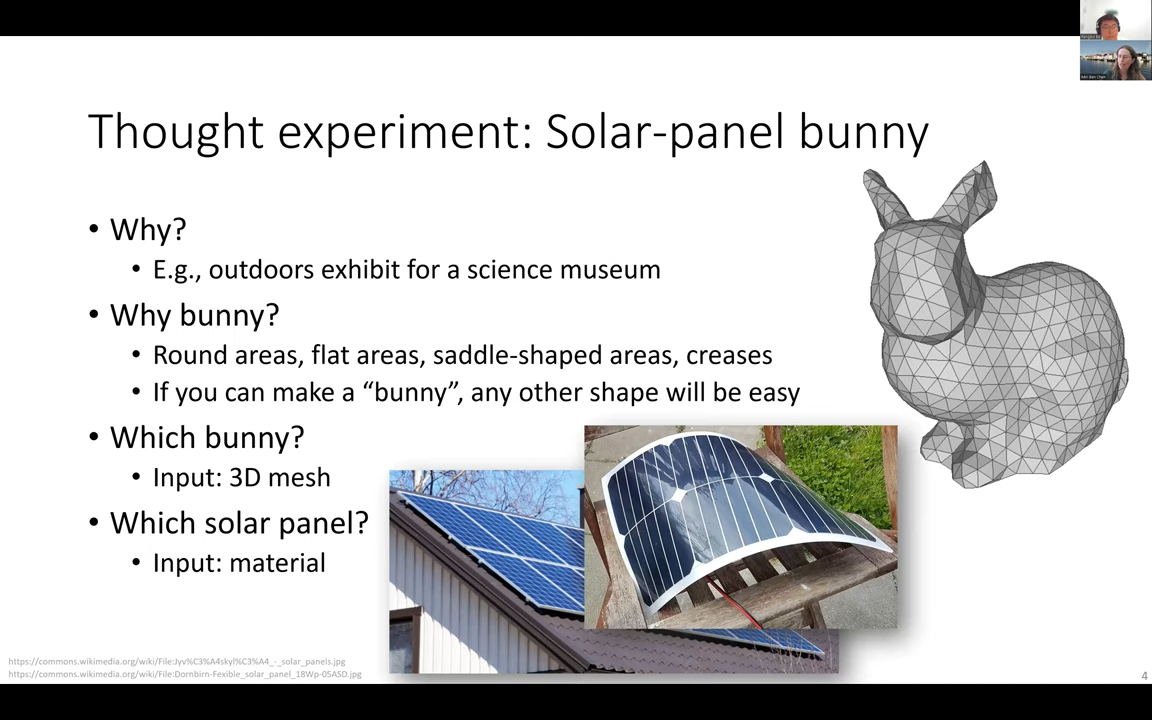 Thought experiment: Solar-panel bunny
• Why?
• E.g., outdoors exhibit for a science museum
• Why bunny?
• Round areas, flat areas, saddle-shaped areas, creases
• If you can make a “bunny”, any other shape will be easy
• Which bunny?
• Input: 3D mesh
• Which solar panel?
• Input: material
https://commons.wikimedia.org/wiki/File:Jyv%C3%A4skyl%C3%A4_-_solar_panels.jpg
https://commons.wikimedia.org/wiki/File:Dornbirn-Fexible_solar_panel_18Wp-05ASD.jpg
4